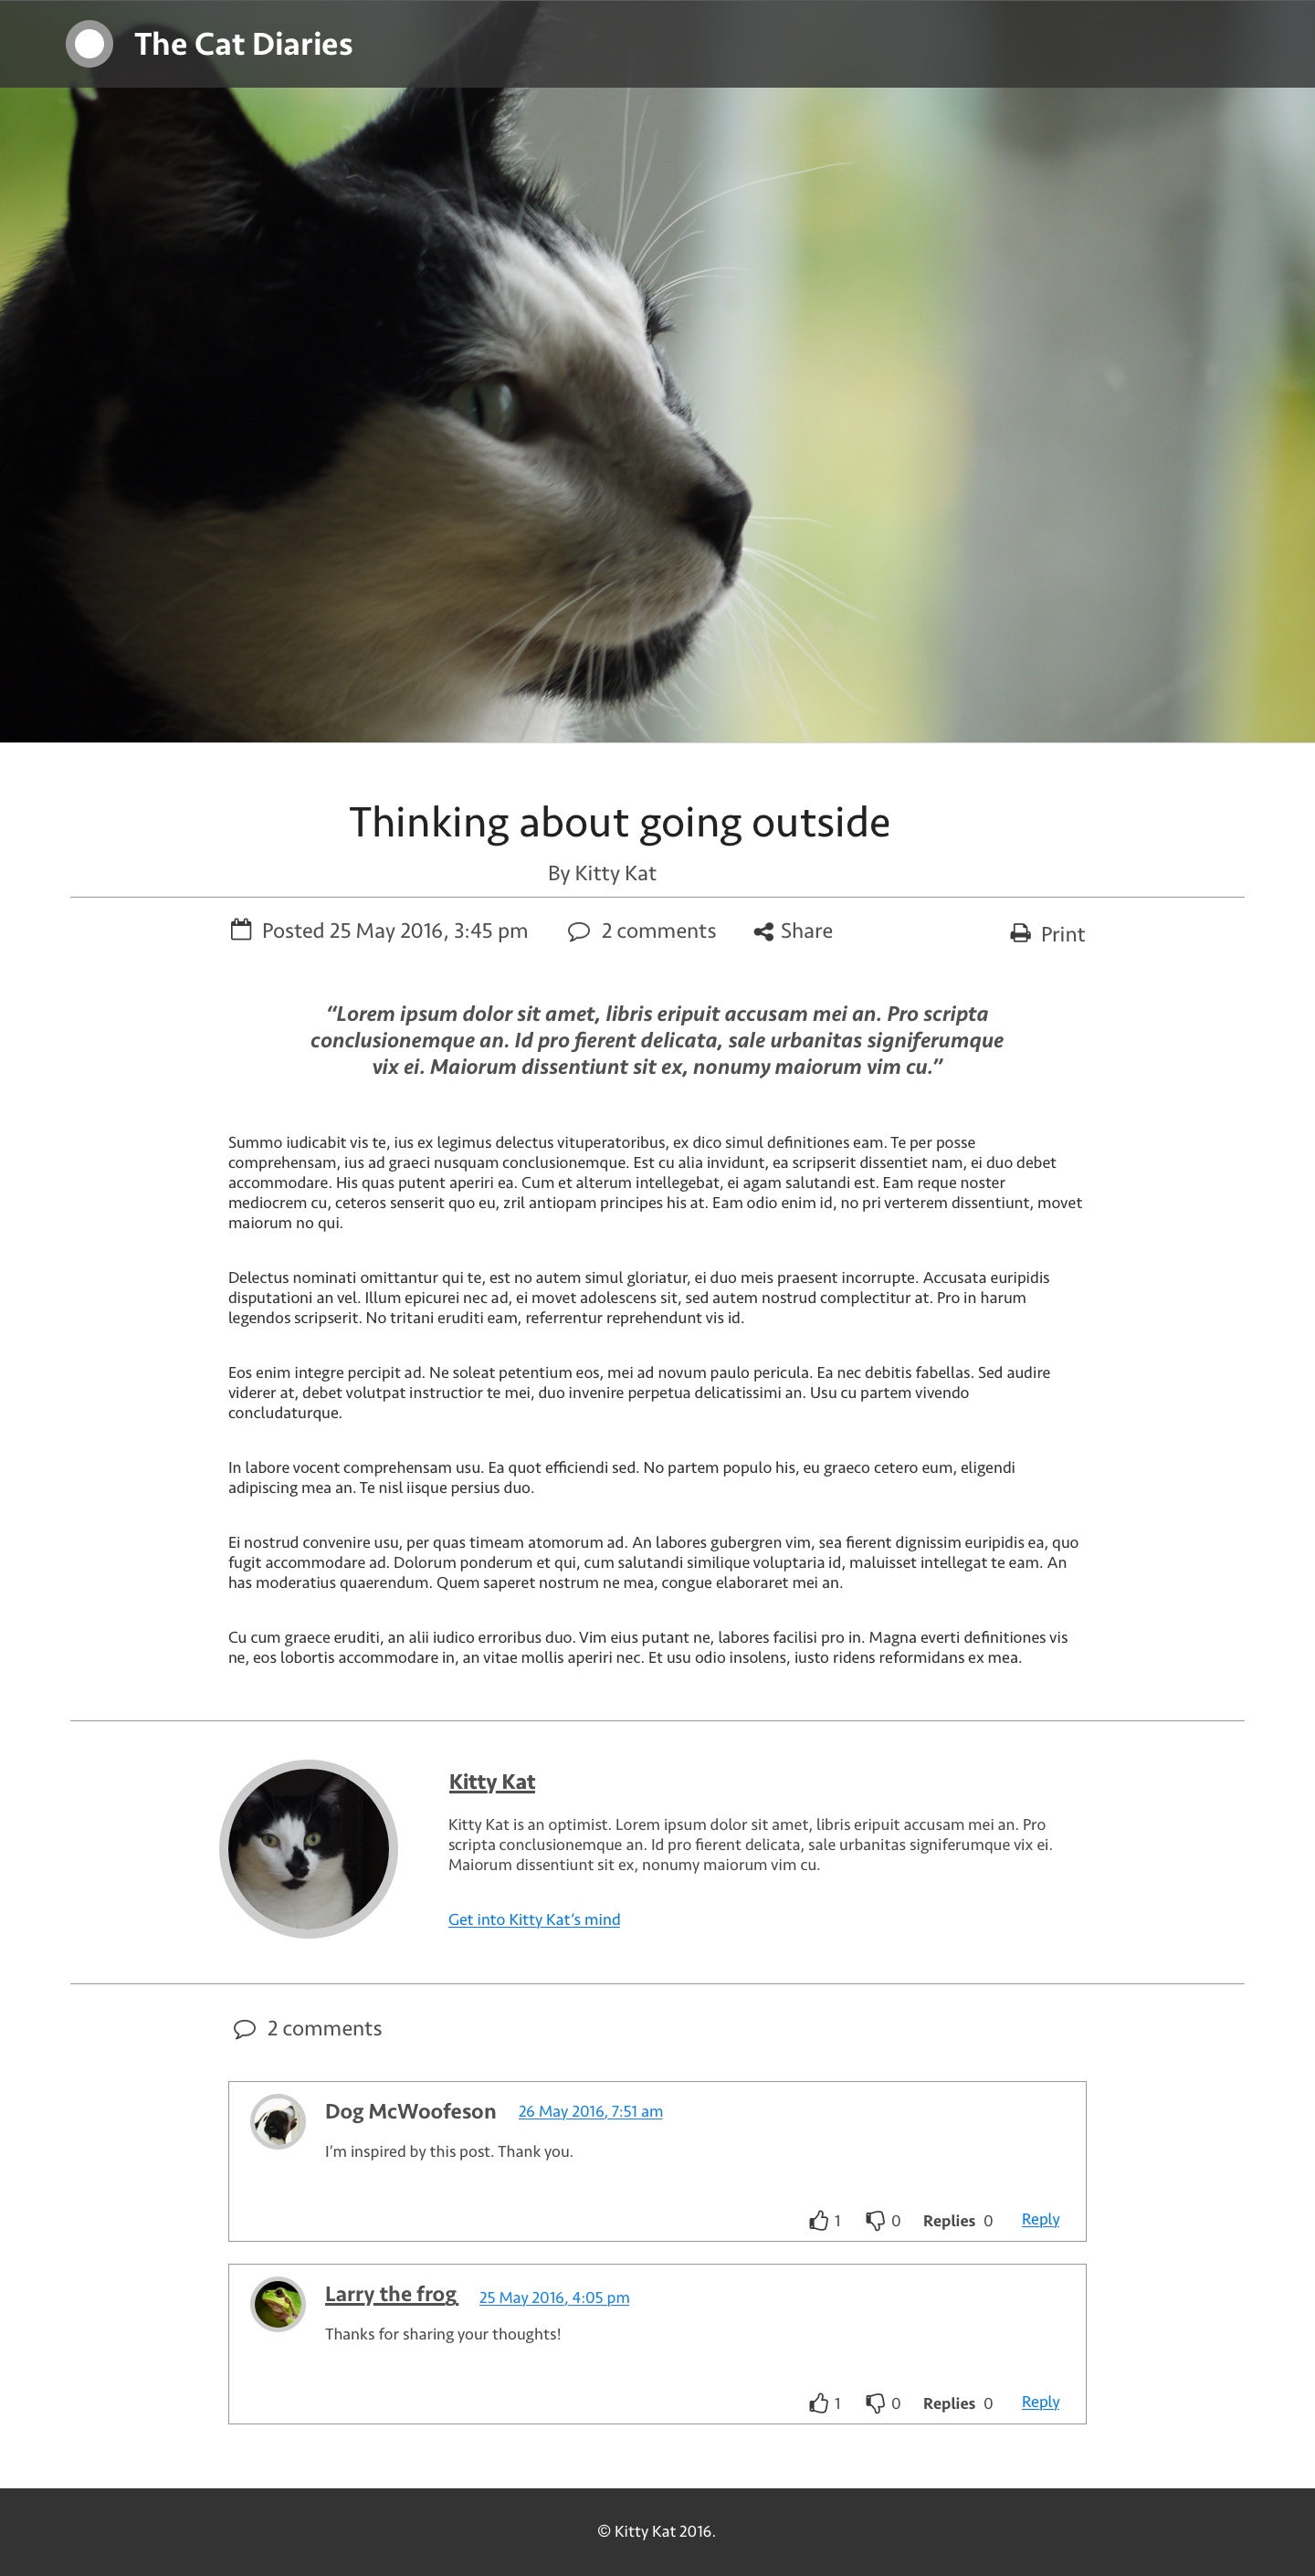 The Cat Diaries
Thinking about going outside
By Kitty Kat
Posted 25 May 2016, 3:45 pm 2 comments Share Print
“Lorem ipsum dolor sit amet, libris eripuit accusam mei an. Pro scripta
conclusionemque an. Id pro fierent delicata, sale urbanitas signiferumque
vix ei. Maiorum dissentiunt sit ex, nonumy maiorum vim cu.”
Summo iudicabit vis te, ius ex legimus delectus vituperatoribus, ex dico simul definitiones eam. Te per posse
comprehensam, ius ad graeci nusquam conclusionemque. Est cu alia invidunt, ea scripserit dissentiet nam, ei duo debet
accommodare. His quas putent aperiri ea. Cum et alterum intellegebat, ei agam salutandi est. Eam reque noster
mediocrem cu, ceteros senserit quo eu, zril antiopam principes his at. Eam odio enim id, no pri verterem dissentiunt, movet
maiorum no qui.
Delectus nominati omittantur qui te, est no autem simul gloriatur, ei duo meis praesent incorrupte. Accusata euripidis
disputationi an vel. Illum epicurei nec ad, ei movet adolescens sit, sed autem nostrud complectitur at. Pro in harum
legendos scripserit. No tritani eruditi eam, referrentur reprehendunt vis id.
Eos enim integre percipit ad. Ne soleat petentium eos, mei ad novum paulo pericula. Ea nec debitis fabellas. Sed audire
viderer at, debet volutpat instructior te mei, duo invenire perpetua delicatissimi an. Usu cu partem vivendo
concludaturque.
In labore vocent comprehensam usu. Ea quot efficiendi sed. No partem populo his, eu graeco cetero eum, eligendi
adipiscing mea an. Te nisl iisque persius duo.
Ei nostrud convenire usu, per quas timeam atomorum ad. An labores gubergren vim, sea fierent dignissim euripidis ea, quo
fugit accommodare ad. Dolorum ponderum et qui, cum salutandi similique voluptaria id, maluisset intellegat te eam. An
has moderatius quaerendum. Quem saperet nostrum ne mea, congue elaboraret mei an.
Cu cum graece eruditi, an alii iudico erroribus duo. Vim eius putant ne, labores facilisi pro in. Magna everti definitiones vis
ne, eos lobortis accommodare in, an vitae mollis aperiri nec. Et usu odio insolens, iusto ridens reformidans ex mea.
Kitty Kat
Kitty Kat is an optimist. Lorem ipsum dolor sit amet, libris eripuit accusam mei an. Pro
scripta conclusionemque an. Id pro fierent delicata, sale urbanitas signiferumque vix ei.
Maiorum dissentiunt sit ex, nonumy maiorum vim cu.
Get into Kitty Kat’s mind
2 comments
Dog McWoofeson 26 May 2016, 7:51 am
I’m inspired by this post. Thank you.
1 0 Replies 0 Reply
Larry the frog 25 May 2016, 4:05 pm
Thanks for sharing your thoughts!
1 0 Replies 0 Reply
© Kitty Kat 2016.